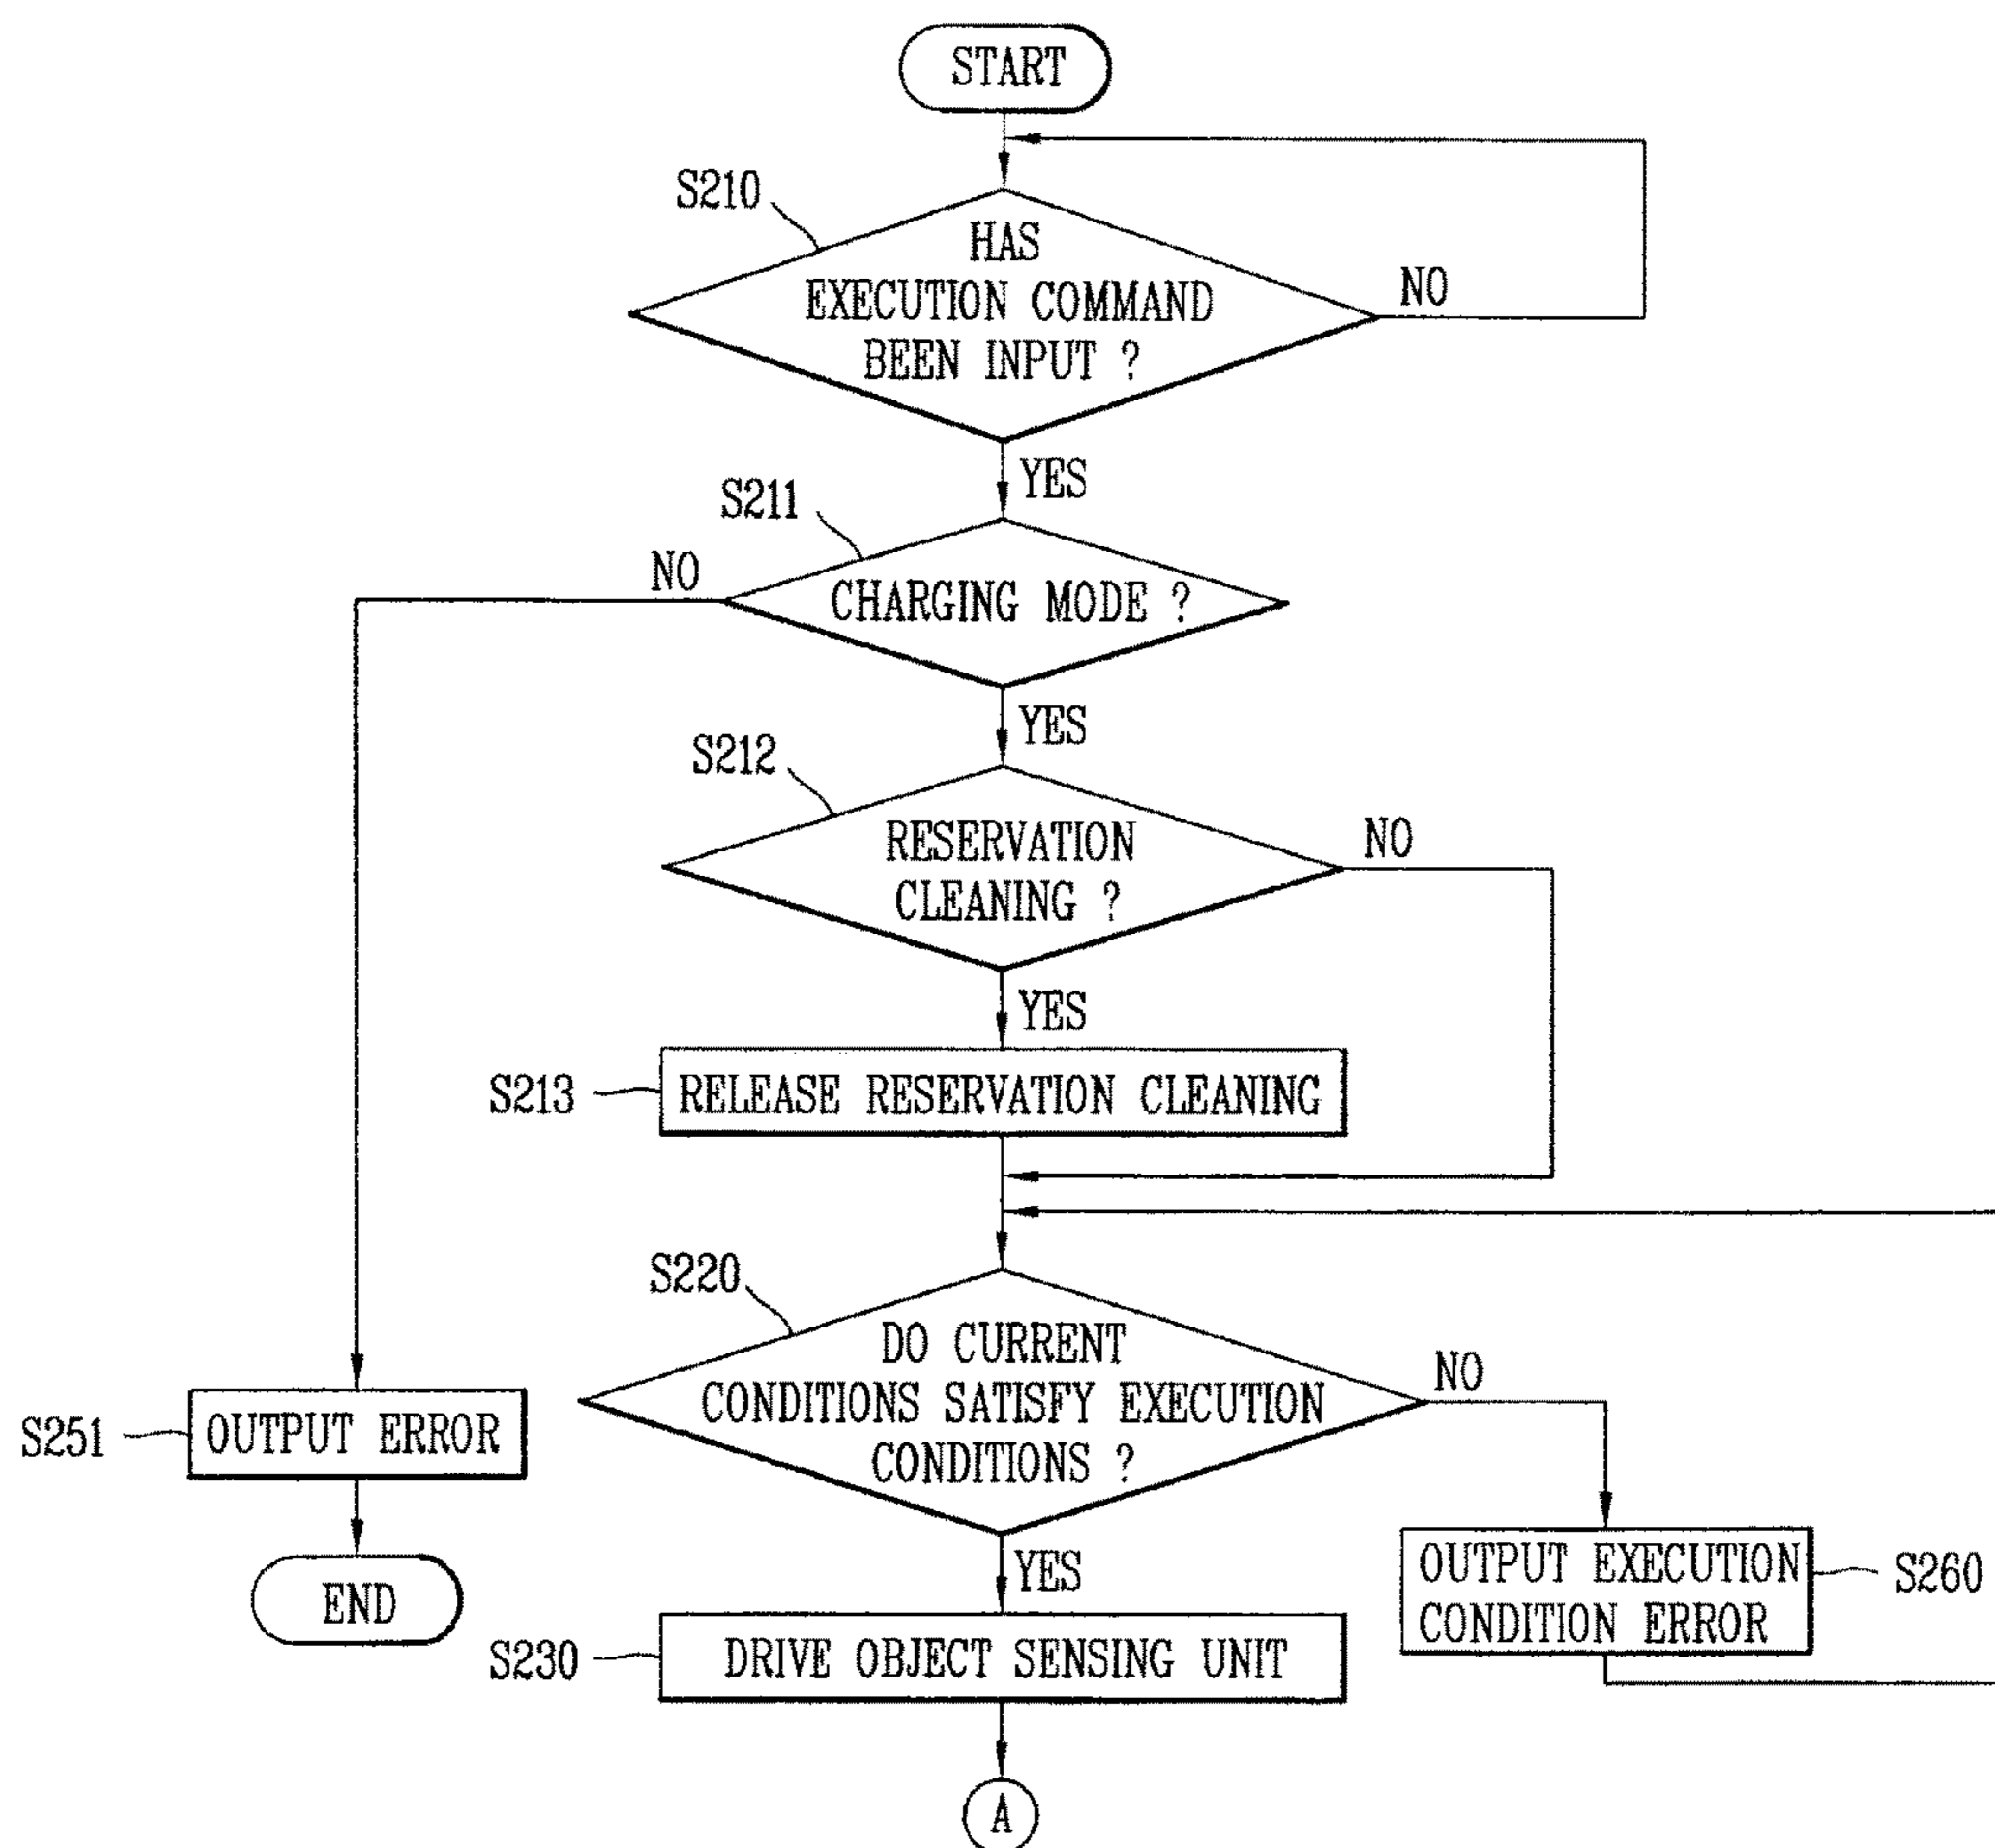 START
S210
HAS
EXECUTION COMMAND
BEEN INPUT ?
NO
YES
S211
NO
CHARGING MODE ?
YES
S212
RESERVATION
CLEANING ?
NO
YES
S213
RELEASE RESERVATION CLEANING
S220
DO CURRENT
CONDITIONS SATISFY EXECUTION
CONDITIONS ?
NO
S251
OUTPUT ERROR
END
YES
OUTPUT EXECUTION
CONDITION ERROR
S260
S230
DRIVE OBJECT SENSING UNIT
A